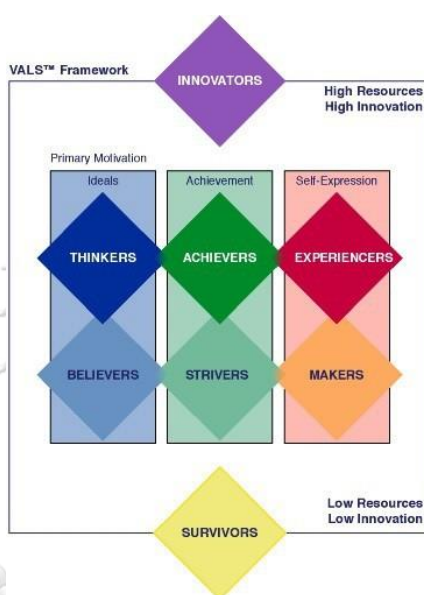 VALS™ Framework
INNOVATORS
High Resources
High Innovation
Primary Motivation
Ideals
Achievement
Self-Expression
THINKERS
ACHIEVERS
EXPERIENCERS
BELIEVERS
STRIVERS
MAKERS
Low Resources
Low Innovation
SURVIVORS